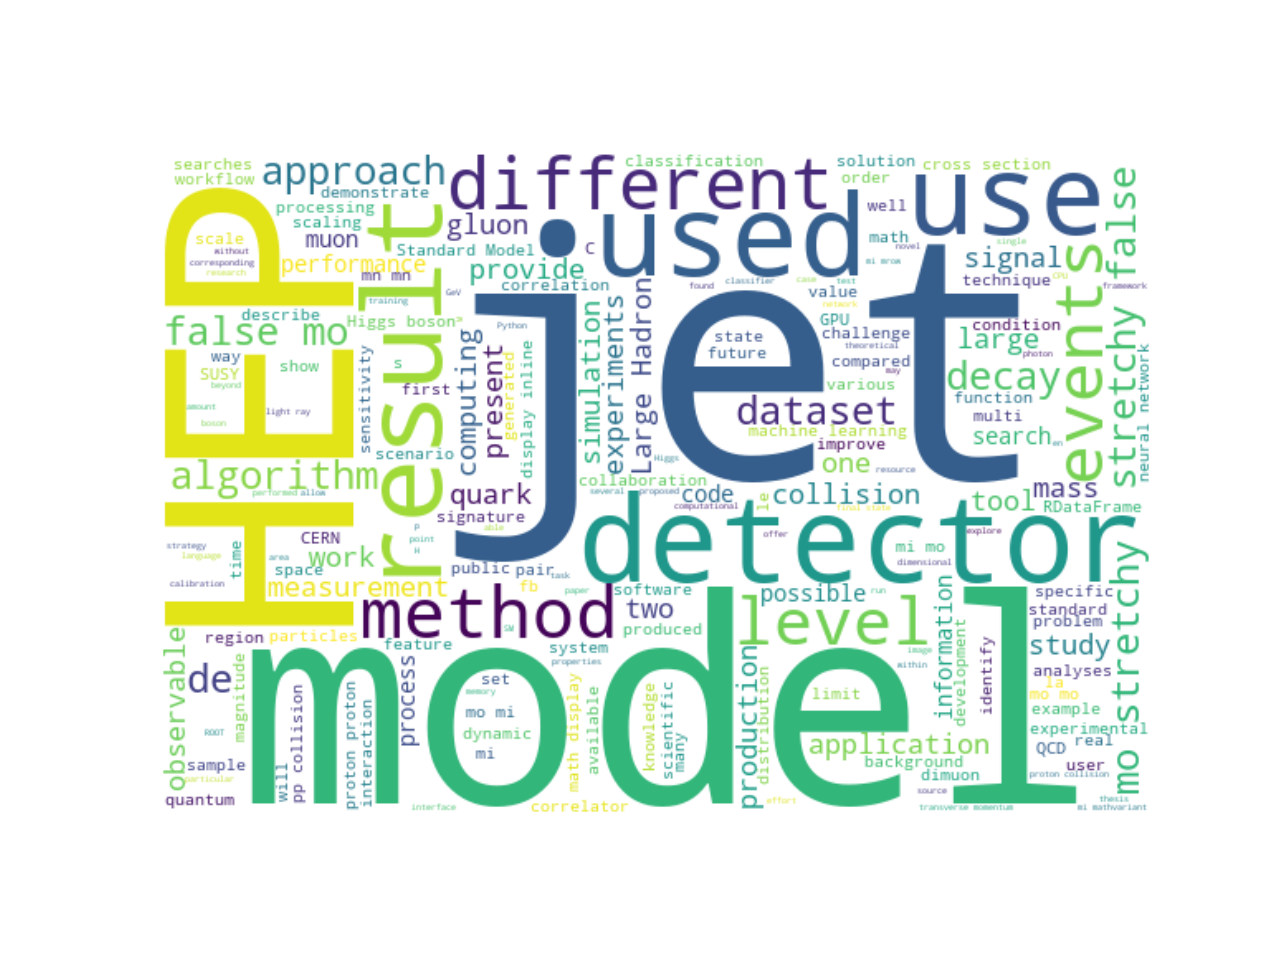 searches
workflow
approach
demonstrate
processing
scaling
muon
different
gluon
Standard Model
classification
solution
order
cross section
used
use
well
math
C
mi mrow
novel
single
signal
technique
scale
without
corresponding
research
performance
mn mn
training
GeV
provide
correlation
found
classifier
case
test
value
network
CPU
framework
HEP
result
jet
events
stretchy false
describe
false mo
Higgs boson
Python
GPU
challenge
condition
large
state
future
theoretical
compared
photon
may
way
SUSY
beyond
show
s
first
sensitivity
computing
present
generated
display inline
simulation
experiments
Large Hadron
various
decay
function
multi
neural network
amount
boson
light ray
scenario
dataset
machine learning
improve
search
en
algorithm
performed
allow
quark
signature
able
Higgs
collaboration
several
proposed
computational
code
le
one
resource
collision
final state
tool
mass
RDataFrame
explore
detector
offer
strategy
language
calibration
CERN
area
time
space
work
measurement
P
point
H
public
pair
task
fb
paper
software
possible
run
mi mo
dimensional
method
SM
two
produced
level
image
within
information
development
identify
specific
standard
problem
study
analyses
mo stretchy
observable
region
particles
feature
system
properties
model
de
magnitude
ROOT
sample
particular
quantum
will
pp collision
proton proton
interaction
process
set
memory
mo mi
dynamic
mi
math display
available
knowledge
scientific
many
production
distribution
limit
application
background
dimuon
source
la
mo mo
example
experimental
QCD
real
user
proton collision
thesis
interface
correlator
effort
transverse momentum
mi mathvariant